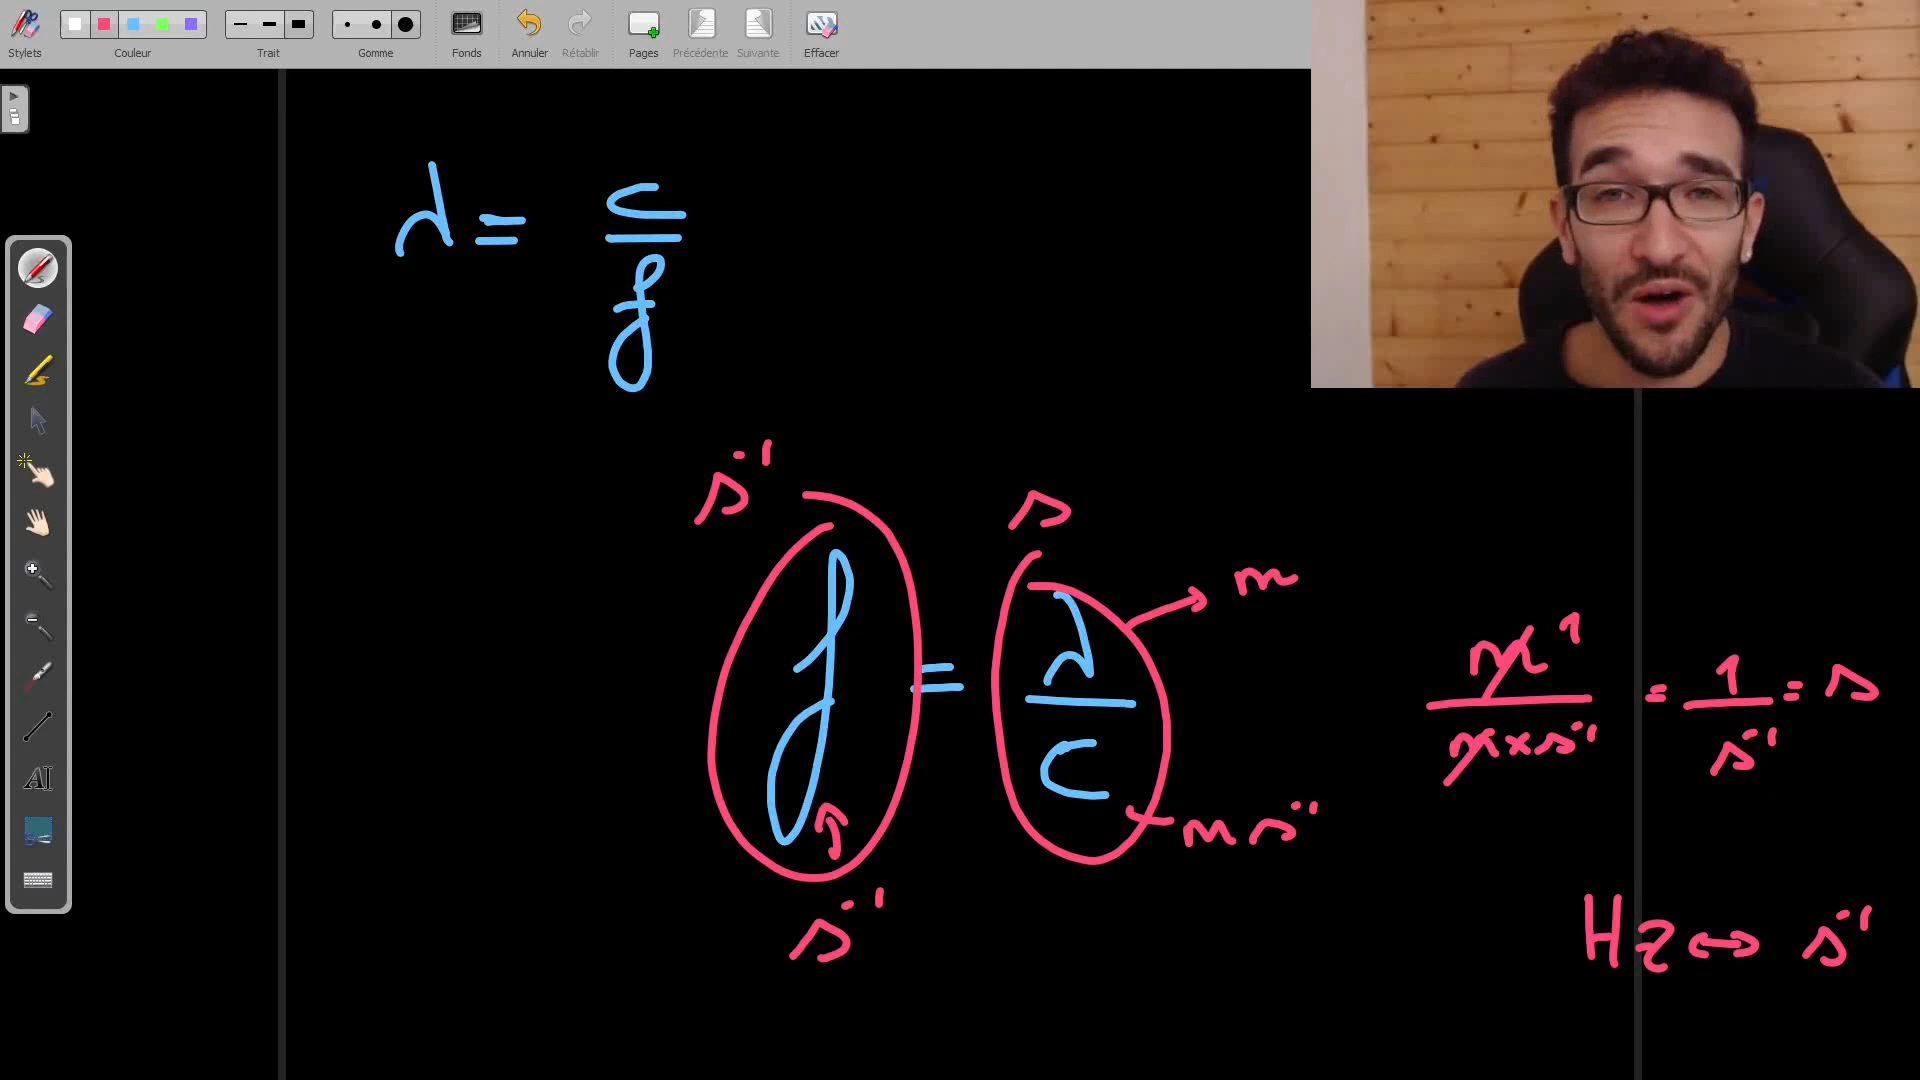 Stylets Couleur Trait Gomme Fonds Annuler Rétablir Pages Précédente Suivante Effacer
λ = c/f
s⁻¹ s
f = λ/c
m
m s⁻¹
s⁻¹
m 1/m×s⁻¹ = 1/s⁻¹ = s
Hz ↔ s⁻¹
AI